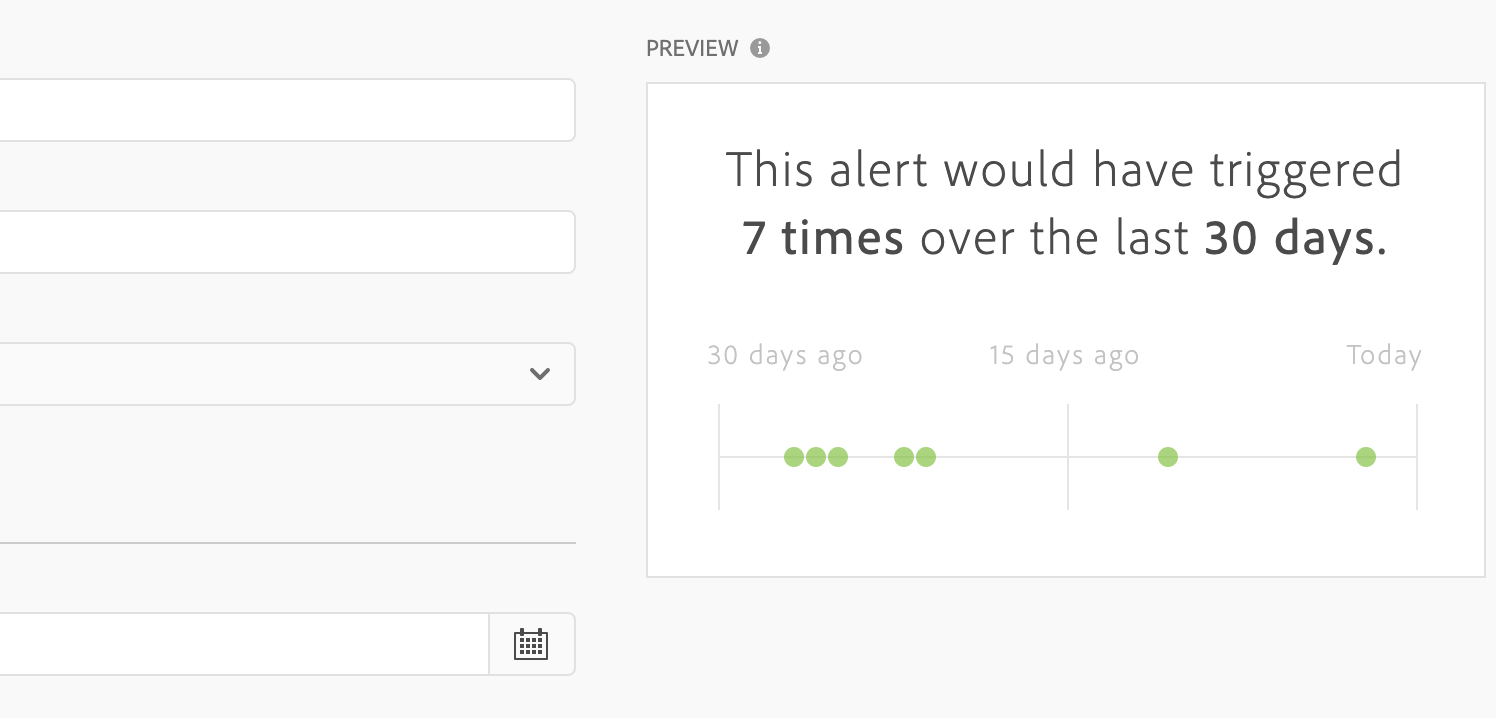 PREVIEW
This alert would have triggered
7 times over the last 30 days.
30 days ago 15 days ago Today